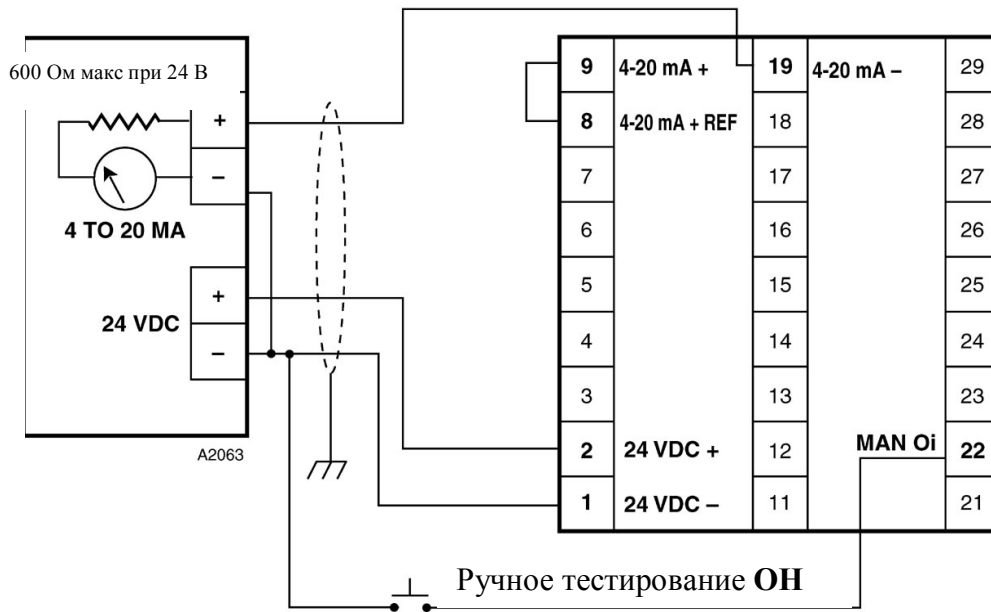 600 Ом макс при 24 В
+
−
4 TO 20 MA
+
24 VDC
−
A2063
9 4-20 mA + 19 4-20 mA − 29
8 4-20 mA + REF 18 28
7 17 27
6 16 26
5 15 25
4 14 24
3 13 23
2 24 VDC + 12 MAN Oi 22
1 24 VDC − 11 21
Ручное тестирование ОН